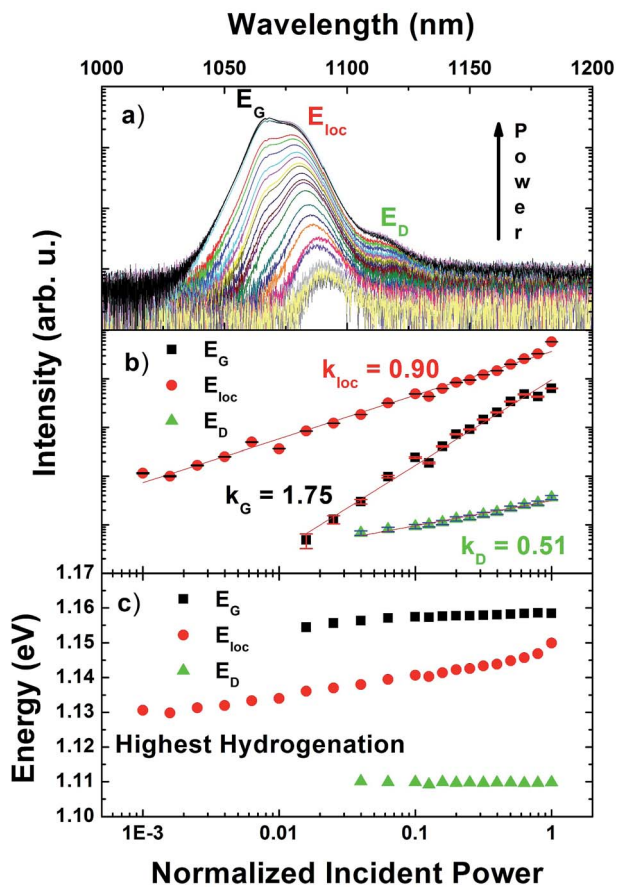 Wavelength (nm)
1000 1050 1100 1150 1200
a)
E_G
E_loc
E_D
Power
Intensity (arb. u.)
b)
E_G
E_loc
E_D
k_loc = 0.90
k_G = 1.75
k_D = 0.51
1.17
c)
E_G
1.16
E_loc
1.15
E_D
1.14
1.13
Energy (eV)
Highest Hydrogenation
1.12
1.11
1.10
1E-3 0.01 0.1 1
Normalized Incident Power